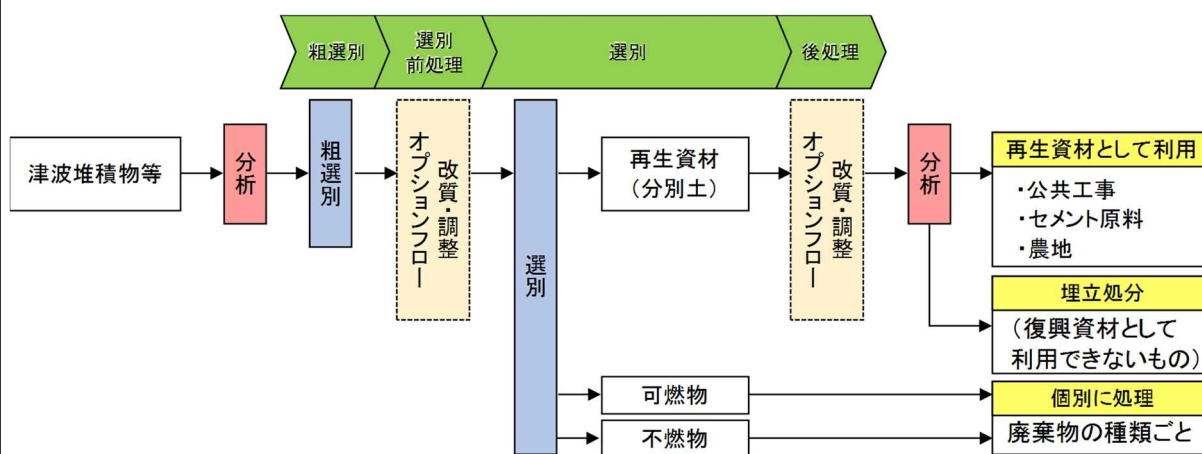 粗選別
選別
前処理
選別
後処理
津波堆積物等
分析
粗選別
改質・調整
オプションフロー
選別
再生資材
（分別土）
改質・調整
オプションフロー
分析
再生資材として利用
・公共工事
・セメント原料
・農地
埋立処分
（復興資材として
利用できないもの）
可燃物
不燃物
個別に処理
廃棄物の種類ごと